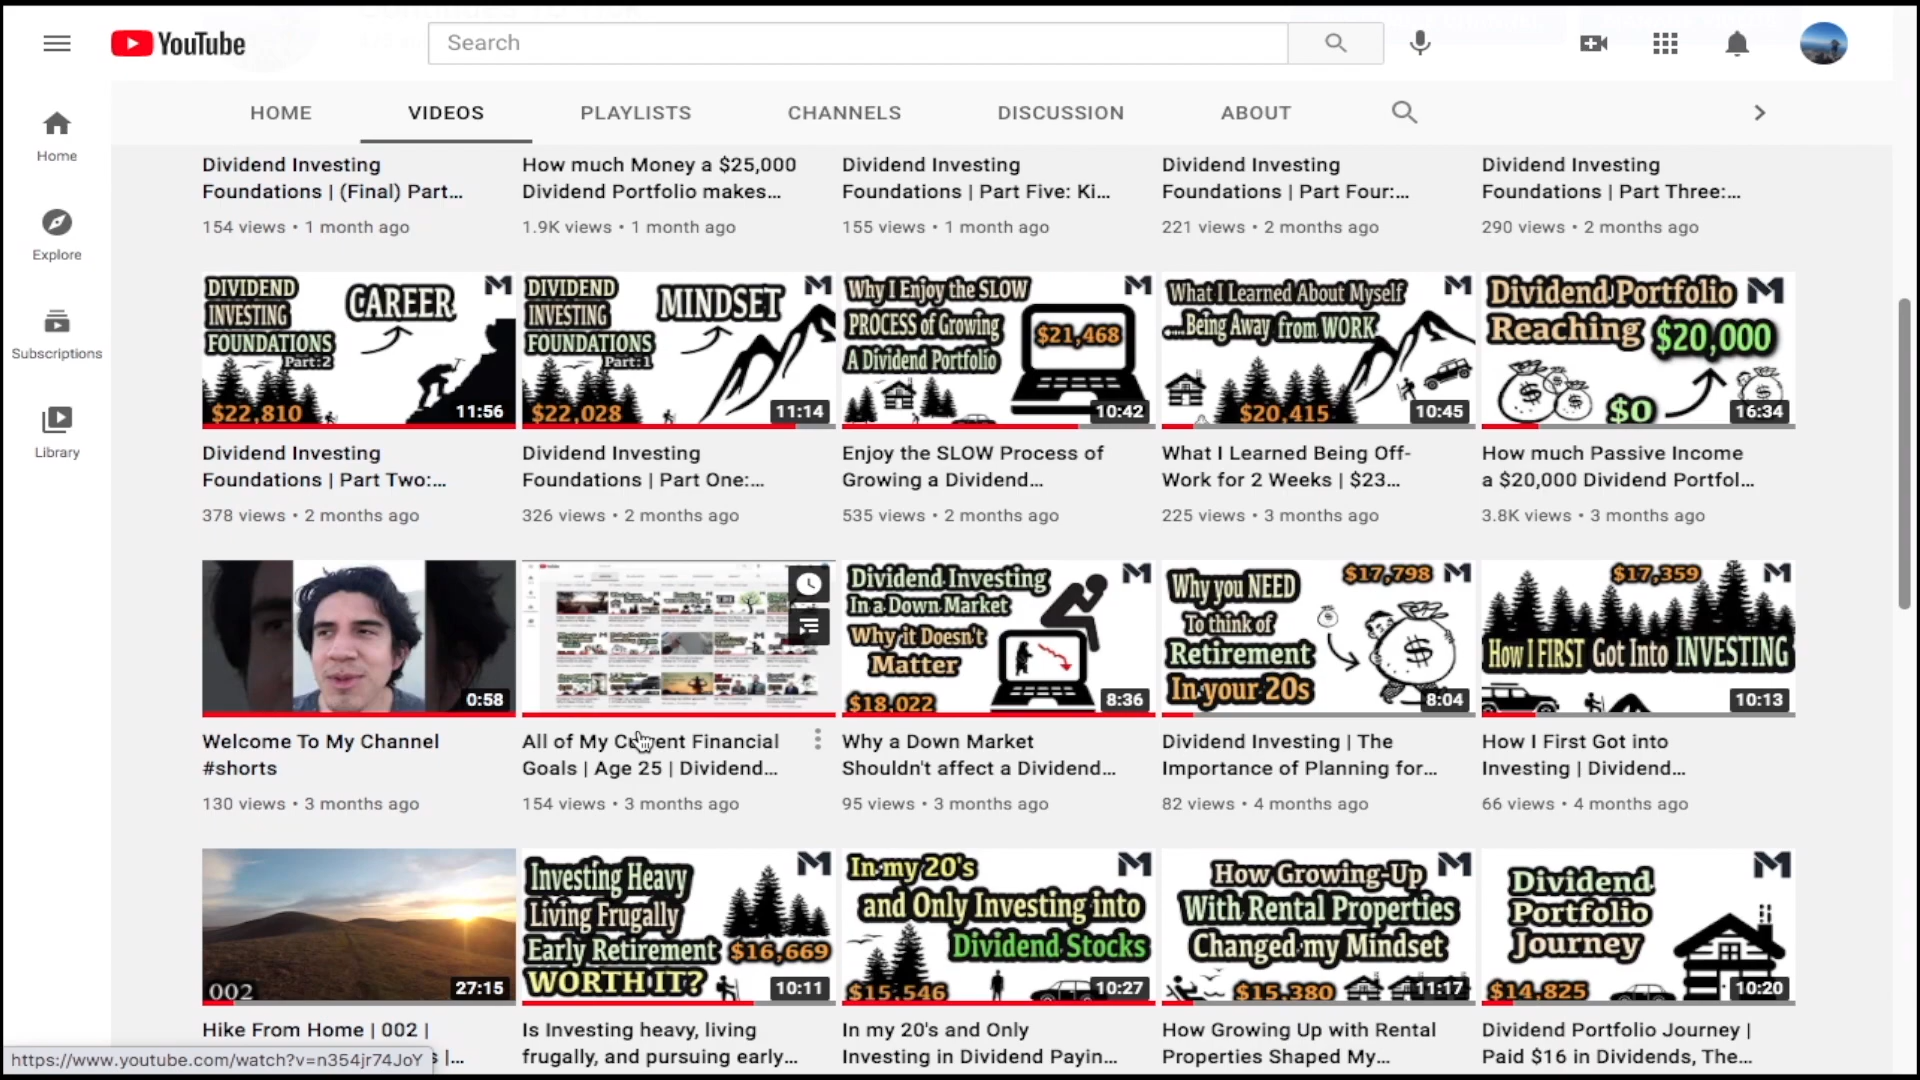 YouTube
Search
HOME
VIDEOS
PLAYLISTS
CHANNELS
DISCUSSION
ABOUT
Home
Explore
Subscriptions
Library
Dividend Investing
Foundations | (Final) Part...
154 views • 1 month ago
How much Money a $25,000
Dividend Portfolio makes...
1.9K views • 1 month ago
Dividend Investing
Foundations | Part Five: Ki...
155 views • 1 month ago
Dividend Investing
Foundations | Part Four:...
221 views • 2 months ago
Dividend Investing
Foundations | Part Three:...
290 views • 2 months ago
DIVIDEND
INVESTING
FOUNDATIONS
Part:2
CAREER
$22,810
11:56
DIVIDEND
INVESTING
FOUNDATIONS
Part:1
MINDSET
$22,028
11:14
Why I Enjoy the SLOW
PROCESS of Growing
A Dividend Portfolio
$21,468
10:42
What I Learned About Myself
...Being Away from WORK
$20,415
10:45
Dividend Portfolio
Reaching $20,000
$0
16:34
Dividend Investing
Foundations | Part Two:...
378 views • 2 months ago
Dividend Investing
Foundations | Part One:...
326 views • 2 months ago
Enjoy the SLOW Process of
Growing a Dividend...
535 views • 2 months ago
What I Learned Being Off-
Work for 2 Weeks | $23...
225 views • 3 months ago
How much Passive Income
a $20,000 Dividend Portfol...
3.8K views • 3 months ago
0:58
Dividend Investing
In a Down Market
Why it Doesn't
Matter
$18,022
8:36
Why you NEED
To think of
Retirement
In your 20s
$17,798
8:04
$17,359
How I FIRST Got Into INVESTING
10:13
Welcome To My Channel
#shorts
130 views • 3 months ago
All of My Current Financial
Goals | Age 25 | Dividend...
154 views • 3 months ago
Why a Down Market
Shouldn't affect a Dividend...
95 views • 3 months ago
Dividend Investing | The
Importance of Planning for...
82 views • 4 months ago
How I First Got into
Investing | Dividend...
66 views • 4 months ago
002
27:15
Investing Heavy
Living Frugally
Early Retirement
WORTH IT?
$16,669
10:11
In my 20's
and Only Investing into
Dividend Stocks
$15,546
10:27
How Growing-Up
With Rental Properties
Changed my Mindset
$15,380
11:17
Dividend
Portfolio
Journey
$14,825
10:20
Hike From Home | 002 |
Is Investing heavy, living
frugally, and pursuing early...
In my 20's and Only
Investing in Dividend Payin...
How Growing Up with Rental
Properties Shaped My...
Dividend Portfolio Journey |
Paid $16 in Dividends, The...
https://www.youtube.com/watch?v=n354jr74JoY